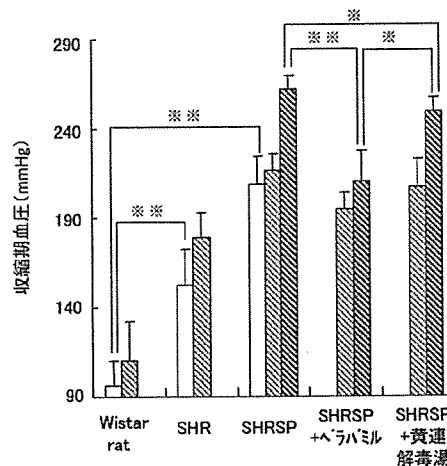 290
240
190
140
90
収縮期血圧(mmHg)
※※
※※
※※
※
※
Wistar
rat
SHR
SHRSP
SHRSP
+ベラパミル
SHRSP
+黄連
解毒湯